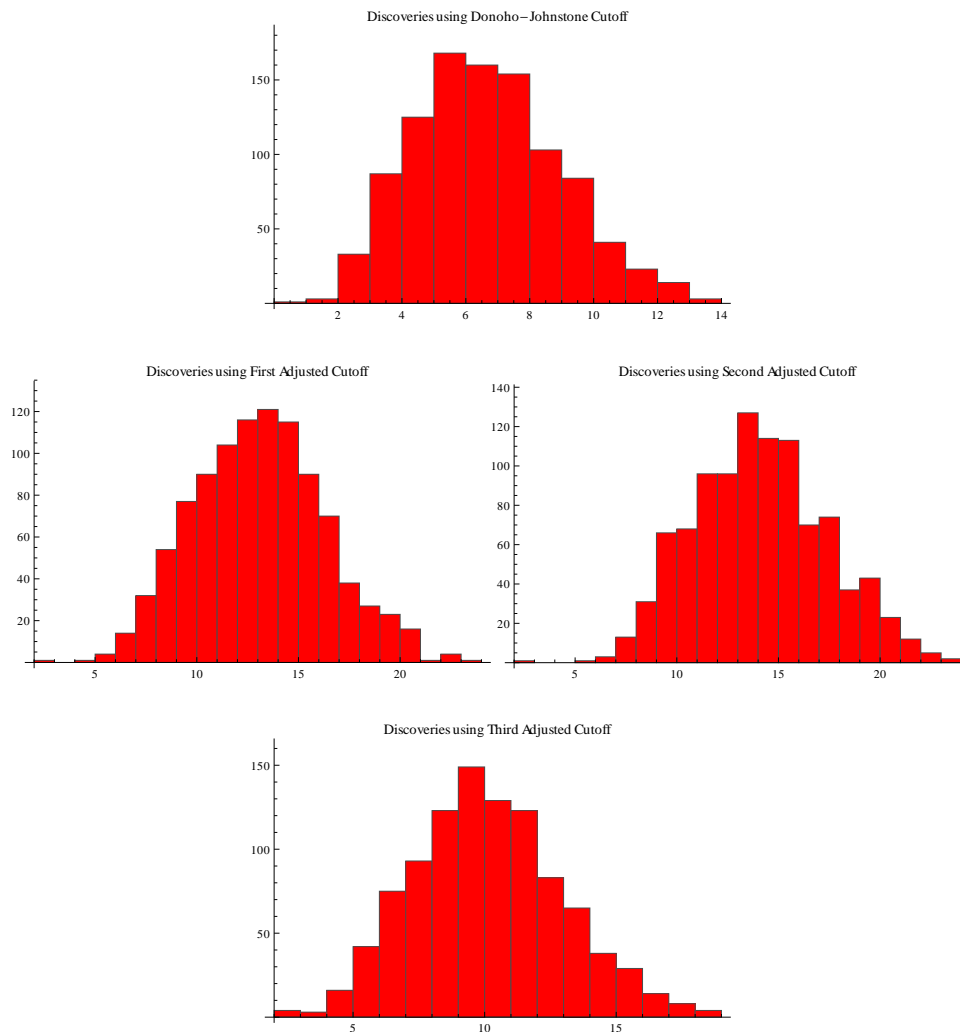 Discoveries using Donoho–Johnstone Cutoff
150
100
50
2 4 6 8 10 12 14
Discoveries using First Adjusted Cutoff
120
100
80
60
40
20
5 10 15 20
Discoveries using Second Adjusted Cutoff
140
120
100
80
60
40
20
5 10 15 20
Discoveries using Third Adjusted Cutoff
150
100
50
5 10 15